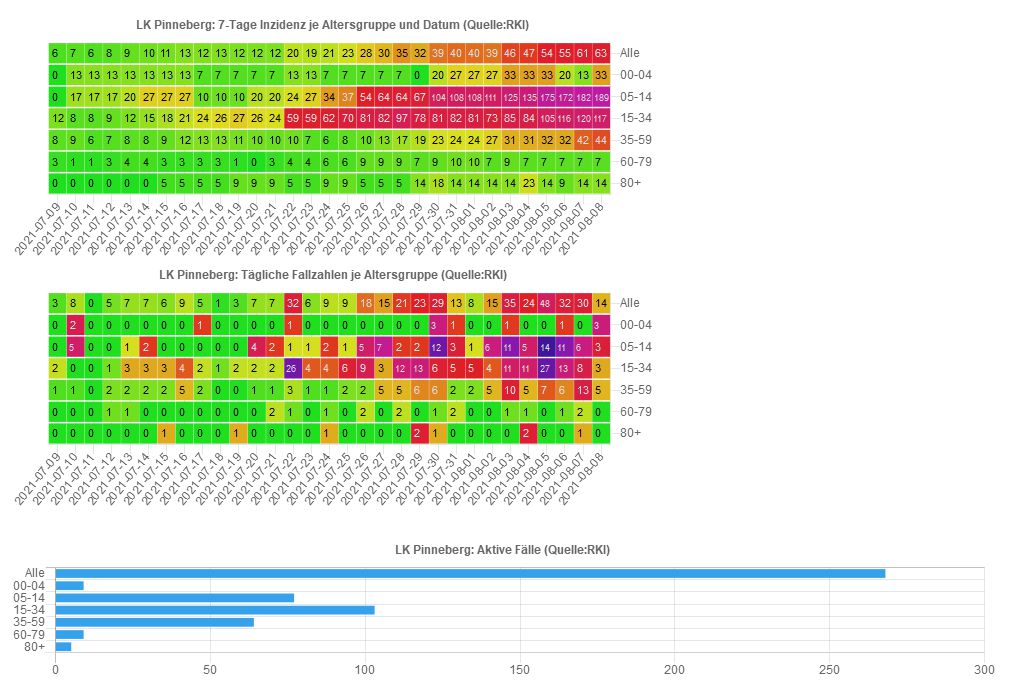 LK Pinneberg: 7-Tage Inzidenz je Altersgruppe und Datum (Quelle:RKI)
6 7 6 8 9 10 11 13 12 13 12 12 12 20 19 21 23 28 30 35 32 39 40 40 39 46 47 54 55 61 63 Alle
0 13 13 13 13 13 13 13 7 7 7 7 7 13 13 7 7 7 7 7 0 20 27 27 27 33 33 33 20 13 33 00-04
0 17 17 17 20 27 27 27 10 10 10 20 20 24 27 34 37 54 64 64 67 104 108 108 111 125 135 175 172 182 189 05-14
12 8 8 9 12 15 18 21 24 26 27 26 24 59 59 62 70 81 82 97 78 81 82 81 73 85 84 105 116 120 117 15-34
8 9 6 7 8 8 9 12 13 13 11 10 10 10 7 6 8 10 13 17 19 23 24 24 27 31 31 32 32 42 44 35-59
3 1 1 3 4 4 3 3 3 3 1 0 3 4 4 6 6 9 9 9 7 9 10 10 7 9 7 7 7 7 7 60-79
0 0 0 0 0 0 5 5 5 5 9 9 9 5 5 9 9 5 5 5 14 18 14 14 14 14 23 14 9 14 14 80+
2021-07-09 2021-07-10 2021-07-11 2021-07-12 2021-07-13 2021-07-14 2021-07-15 2021-07-16 2021-07-17 2021-07-18 2021-07-19 2021-07-20 2021-07-21 2021-07-22 2021-07-23 2021-07-24 2021-07-25 2021-07-26 2021-07-27 2021-07-28 2021-07-29 2021-07-30 2021-07-31 2021-08-01 2021-08-02 2021-08-03 2021-08-04 2021-08-05 2021-08-06 2021-08-07 2021-08-08
LK Pinneberg: Tägliche Fallzahlen je Altersgruppe (Quelle:RKI)
3 8 0 5 7 7 6 9 5 1 3 7 7 32 6 9 9 18 15 21 23 29 13 8 15 35 24 48 32 30 14 Alle
0 2 0 0 0 0 0 0 1 0 0 0 0 1 0 0 0 0 0 0 0 3 1 0 0 1 0 0 1 0 3 00-04
0 5 0 0 1 2 0 0 0 0 0 4 2 1 1 2 1 5 7 2 2 12 3 1 6 11 5 14 11 6 3 05-14
2 0 0 1 3 3 3 4 2 1 2 2 2 26 4 4 6 9 3 12 13 6 5 5 4 11 11 27 13 8 3 15-34
1 1 0 2 2 2 2 5 2 0 0 1 1 3 1 1 2 2 5 5 6 6 2 2 5 10 5 7 6 13 5 35-59
0 0 0 1 1 0 0 0 0 0 0 0 2 1 0 1 0 2 0 2 0 1 2 0 0 1 1 0 1 2 0 60-79
0 0 0 0 0 0 1 0 0 0 1 0 0 0 0 1 0 0 0 0 2 1 0 0 0 0 2 0 0 1 0 80+
2021-07-09 2021-07-10 2021-07-11 2021-07-12 2021-07-13 2021-07-14 2021-07-15 2021-07-16 2021-07-17 2021-07-18 2021-07-19 2021-07-20 2021-07-21 2021-07-22 2021-07-23 2021-07-24 2021-07-25 2021-07-26 2021-07-27 2021-07-28 2021-07-29 2021-07-30 2021-07-31 2021-08-01 2021-08-02 2021-08-03 2021-08-04 2021-08-05 2021-08-06 2021-08-07 2021-08-08
LK Pinneberg: Aktive Fälle (Quelle:RKI)
Alle
00-04
05-14
15-34
35-59
60-79
80+
0 50 100 150 200 250 300